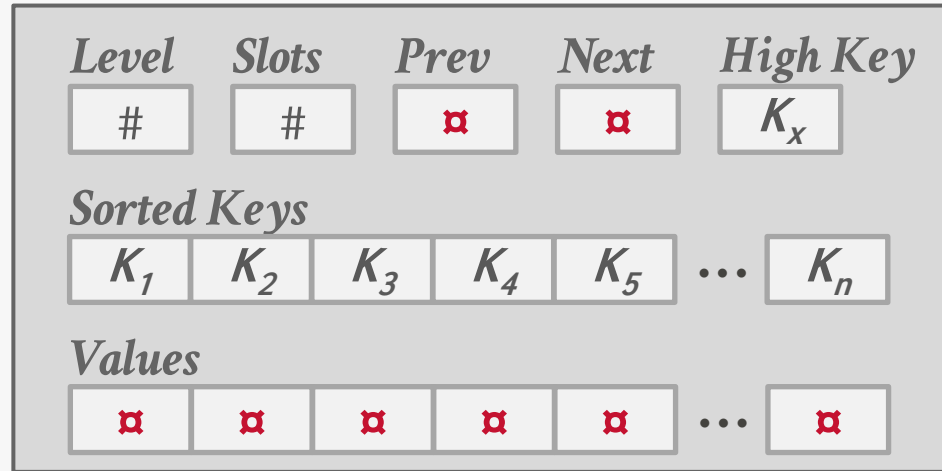 Level Slots Prev Next High Key
# # ¤ ¤ Kx
Sorted Keys
K1 K2 K3 K4 K5 ... Kn
Values
¤ ¤ ¤ ¤ ¤ ... ¤